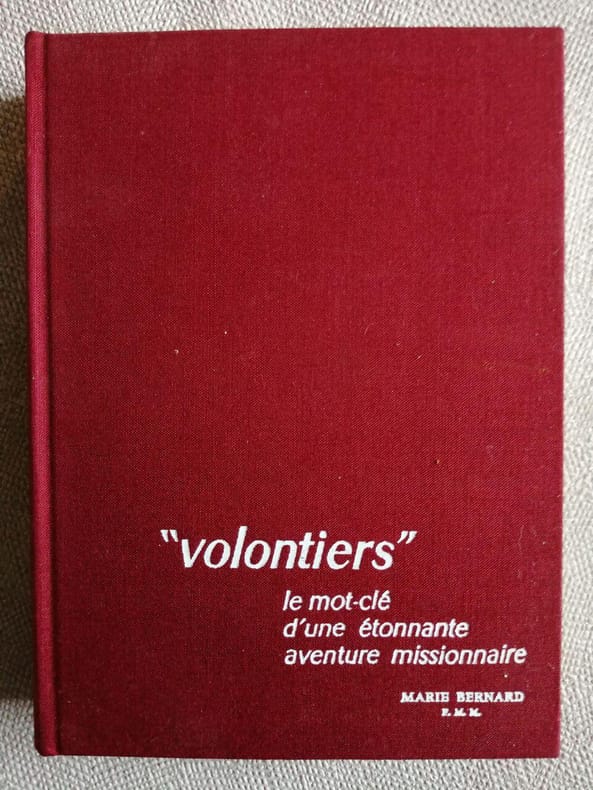 "volontiers"
le mot-clé
d'une étonnante
aventure missionnaire
MARIE BERNARD
F. M. M.